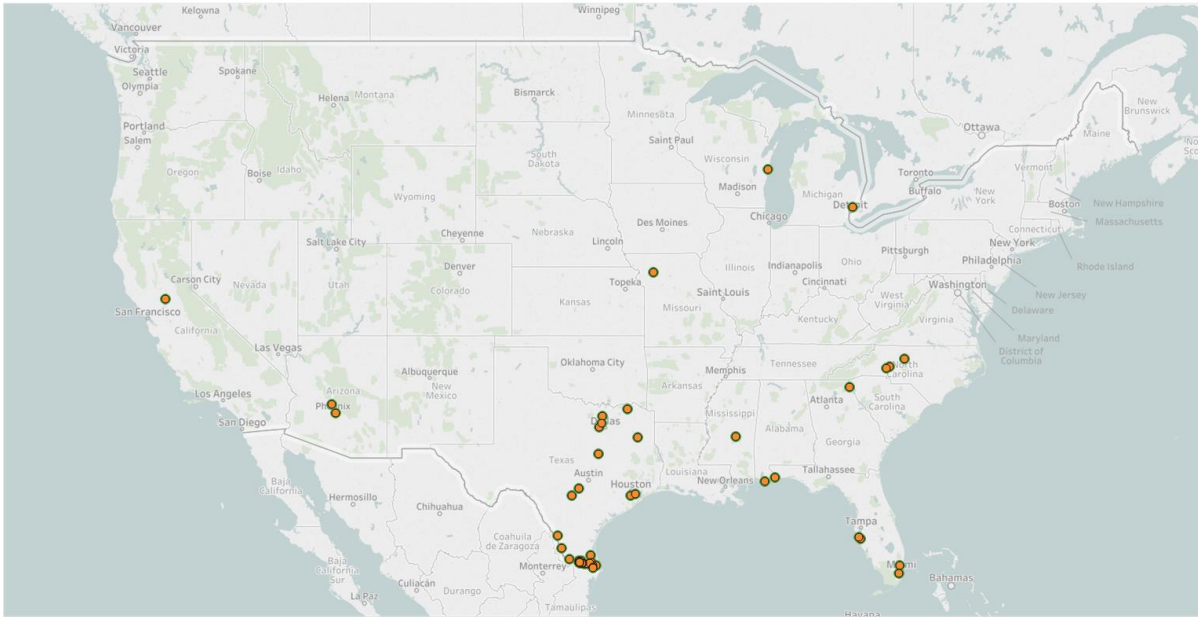 Kelowna
Winnipeg
Vancouver
Victoria
Seattle
Olympia
Spokane
Helena
Montana
Bismarck
Minnesota
Ottawa
Maine
New
Brunswick
Portland
Salem
Oregon
Boise
Idaho
Wyoming
South
Dakota
Saint Paul
Wisconsin
Madison
Michigan
Detroit
Toronto
Buffalo
New
York
Vermont
Boston
New Hampshire
Massachusetts
Connecticut
Rhode Island
Chicago
Des Moines
Nebraska
Lincoln
Cheyenne
Salt Lake City
Carson City
Nevada
Utah
Denver
Colorado
San Francisco
California
Topeka
Kansas
Missouri
Saint Louis
Illinois
Indianapolis
Ohio
Cincinnati
Pittsburgh
New York
Philadelphia
Washington
New Jersey
Delaware
Maryland
District of
Columbia
West
Virginia
Virginia
Kentucky
Las Vegas
Los Angeles
San Diego
Arizona
Phoenix
Albuquerque
New
Mexico
Oklahoma City
Arkansas
Memphis
Tennessee
North
Carolina
South
Carolina
Atlanta
Georgia
Alabama
Mississippi
Dallas
Texas
Austin
Houston
Louisiana
New Orleans
Tallahassee
Tampa
Miami
Bahamas
Havana
Baja
California
Hermosillo
Chihuahua
Coahuila
de Zaragoza
Monterrey
Baja
California
Sur
Culiacán
Durango
La Paz
Tamaulipas